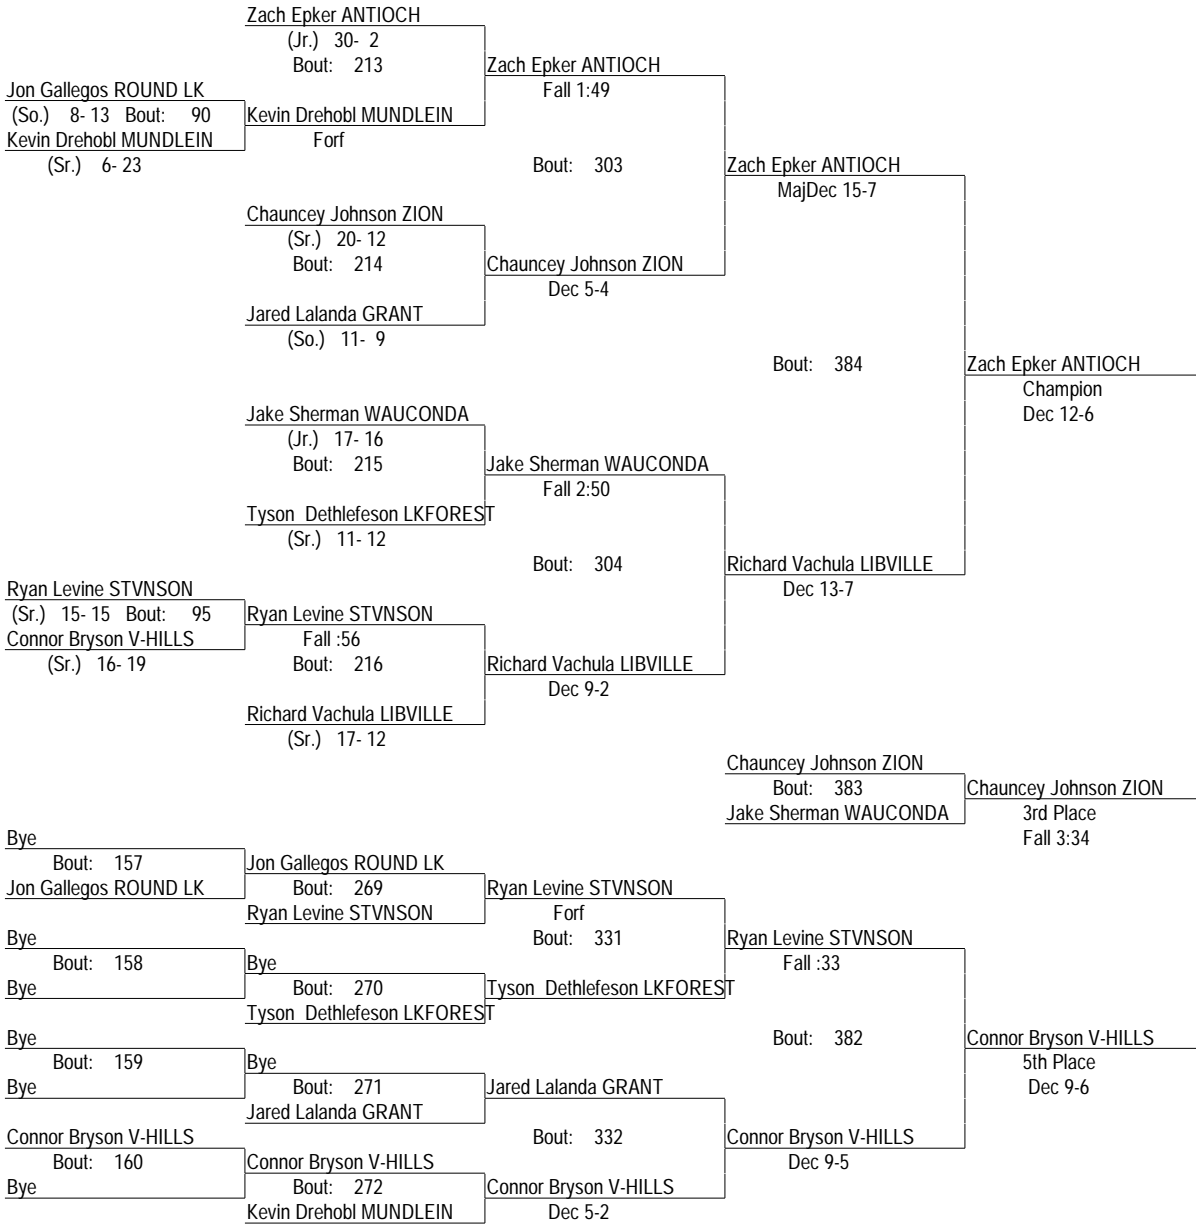 Zach Epker ANTIOCH
(Jr.) 30- 2
Bout: 213
Zach Epker ANTIOCH
Fall 1:49
Jon Gallegos ROUND LK
(So.) 8- 13 Bout: 90
Kevin Drehobl MUNDLEIN
Kevin Drehobl MUNDLEIN
Forf
(Sr.) 6- 23
Bout: 303
Zach Epker ANTIOCH
MajDec 15-7
Chauncey Johnson ZION
(Sr.) 20- 12
Bout: 214
Chauncey Johnson ZION
Dec 5-4
Jared Lalanda GRANT
(So.) 11- 9
Bout: 384
Zach Epker ANTIOCH
Champion
Dec 12-6
Jake Sherman WAUCONDA
(Jr.) 17- 16
Bout: 215
Jake Sherman WAUCONDA
Fall 2:50
Tyson Dethlefeson LKFOREST
(Sr.) 11- 12
Bout: 304
Richard Vachula LIBVILLE
Dec 13-7
Ryan Levine STVNSON
(Sr.) 15- 15 Bout: 95
Ryan Levine STVNSON
Connor Bryson V-HILLS
Fall :56
(Sr.) 16- 19
Bout: 216
Richard Vachula LIBVILLE
Dec 9-2
Richard Vachula LIBVILLE
(Sr.) 17- 12
Chauncey Johnson ZION
Bout: 383
Chauncey Johnson ZION
Jake Sherman WAUCONDA
3rd Place
Fall 3:34
Bye
Bout: 157
Jon Gallegos ROUND LK
Jon Gallegos ROUND LK
Bout: 269
Ryan Levine STVNSON
Ryan Levine STVNSON
Forf
Bye
Bout: 331
Ryan Levine STVNSON
Bout: 158
Bye
Fall :33
Bye
Bout: 270
Tyson Dethlefeson LKFOREST
Tyson Dethlefeson LKFOREST
Bye
Bout: 382
Connor Bryson V-HILLS
Bout: 159
Bye
5th Place
Bye
Bout: 271
Jared Lalanda GRANT
Dec 9-6
Jared Lalanda GRANT
Connor Bryson V-HILLS
Bout: 332
Connor Bryson V-HILLS
Bout: 160
Connor Bryson V-HILLS
Dec 9-5
Bye
Bout: 272
Connor Bryson V-HILLS
Kevin Drehobl MUNDLEIN
Dec 5-2